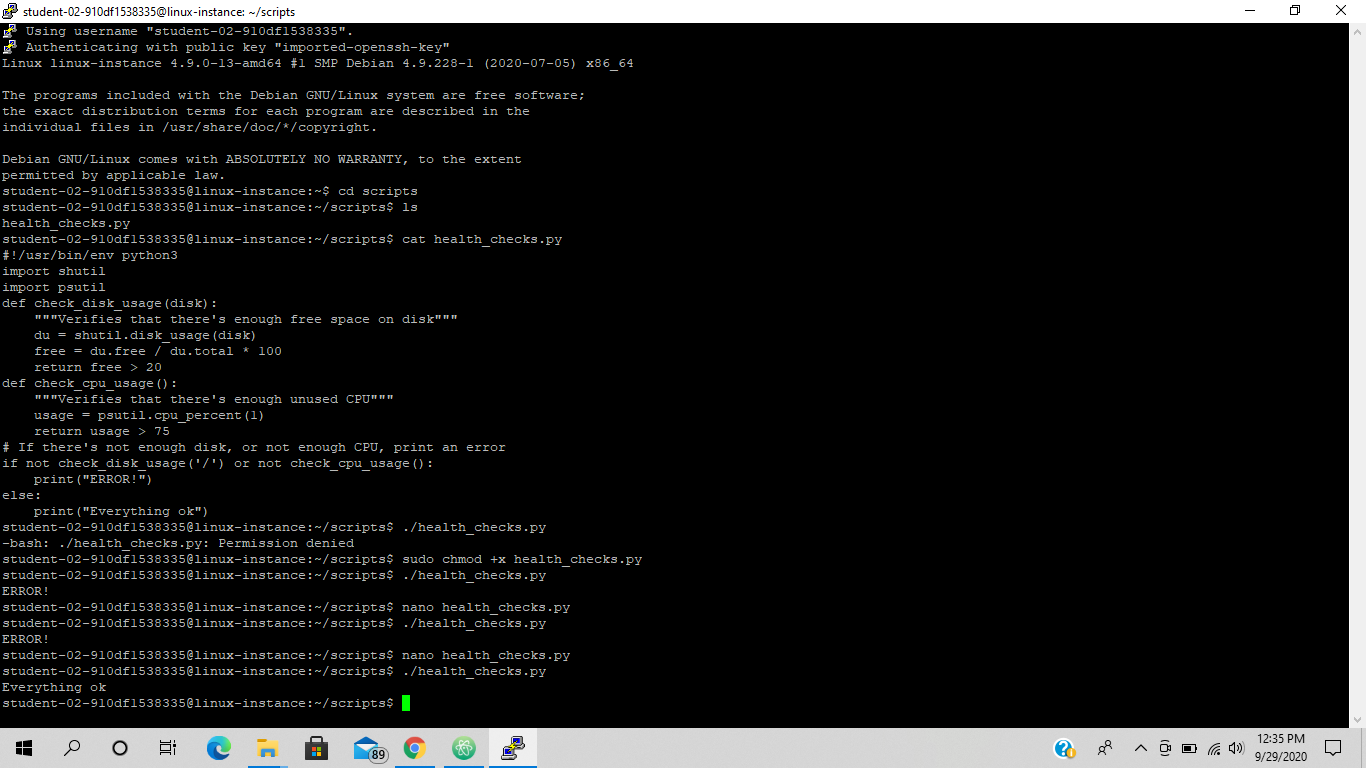 student-02-910df1538335@linux-instance: ~/scripts
Using username "student-02-910df1538335".
Authenticating with public key "imported-openssh-key"
Linux linux-instance 4.9.0-13-amd64 #1 SMP Debian 4.9.228-1 (2020-07-05) x86_64
The programs included with the Debian GNU/Linux system are free software;
the exact distribution terms for each program are described in the
individual files in /usr/share/doc/*/copyright.
Debian GNU/Linux comes with ABSOLUTELY NO WARRANTY, to the extent
permitted by applicable law.
student-02-910df1538335@linux-instance:~$ cd scripts
student-02-910df1538335@linux-instance:~/scripts$ ls
health_checks.py
student-02-910df1538335@linux-instance:~/scripts$ cat health_checks.py
#!/usr/bin/env python3
import shutil
import psutil
def check_disk_usage(disk):
    """Verifies that there's enough free space on disk"""
    du = shutil.disk_usage(disk)
    free = du.free / du.total * 100
    return free > 20
def check_cpu_usage():
    """Verifies that there's enough unused CPU"""
    usage = psutil.cpu_percent(1)
    return usage > 75
# If there's not enough disk, or not enough CPU, print an error
if not check_disk_usage('/') or not check_cpu_usage():
    print("ERROR!")
else:
    print("Everything ok")
student-02-910df1538335@linux-instance:~/scripts$ ./health_checks.py
-bash: ./health_checks.py: Permission denied
student-02-910df1538335@linux-instance:~/scripts$ sudo chmod +x health_checks.py
student-02-910df1538335@linux-instance:~/scripts$ ./health_checks.py
ERROR!
student-02-910df1538335@linux-instance:~/scripts$ nano health_checks.py
student-02-910df1538335@linux-instance:~/scripts$ ./health_checks.py
ERROR!
student-02-910df1538335@linux-instance:~/scripts$ nano health_checks.py
student-02-910df1538335@linux-instance:~/scripts$ ./health_checks.py
Everything ok
student-02-910df1538335@linux-instance:~/scripts$
89
12:35 PM
9/29/2020